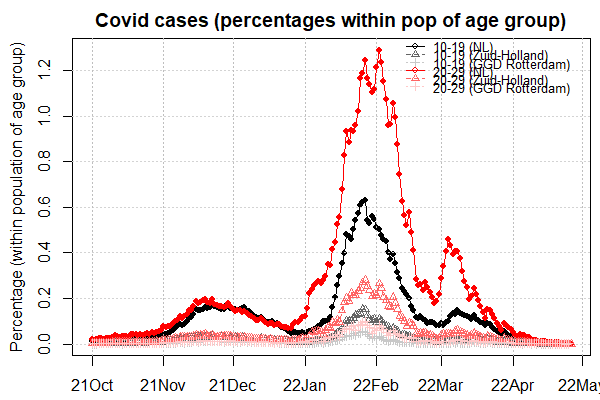 Covid cases (percentages within pop of age group)
Percentage (within population of age group)
0.0
0.2
0.4
0.6
0.8
1.0
1.2
10-19 (NL)
10-19 (Zuid-Holland)
10-19 (GGD Rotterdam)
20-29 (NL)
20-29 (Zuid-Holland)
20-29 (GGD Rotterdam)
21Oct 21Nov 21Dec 22Jan 22Feb 22Mar 22Apr 22May